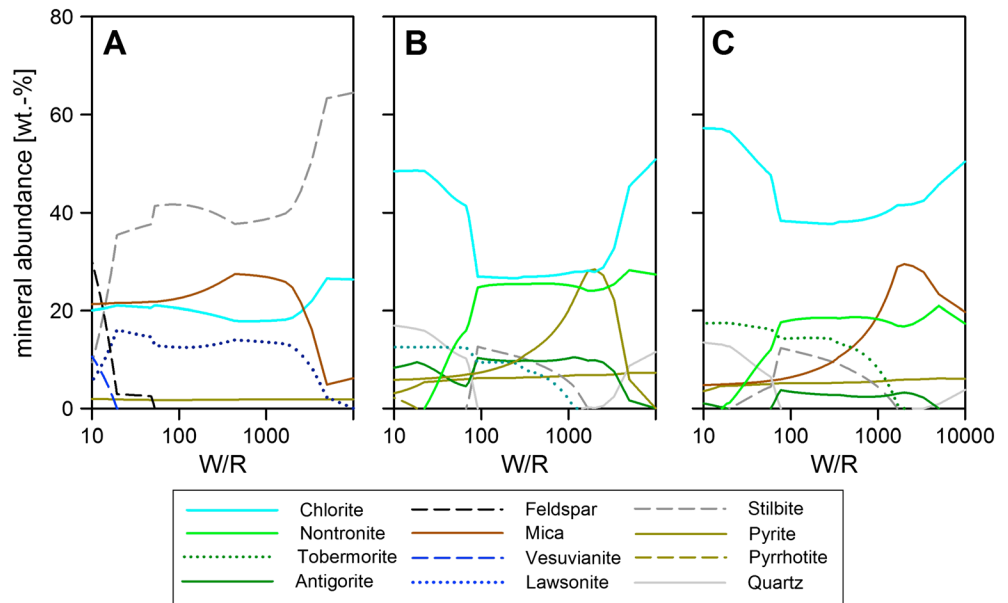 A
B
C
mineral abundance [wt.-%]
80
60
40
20
0
10
100
1000
10
100
1000
10
100
1000
10000
W/R
W/R
W/R
Chlorite
Feldspar
Stilbite
Nontronite
Mica
Pyrite
Tobermorite
Vesuvianite
Pyrrhotite
Antigorite
Lawsonite
Quartz